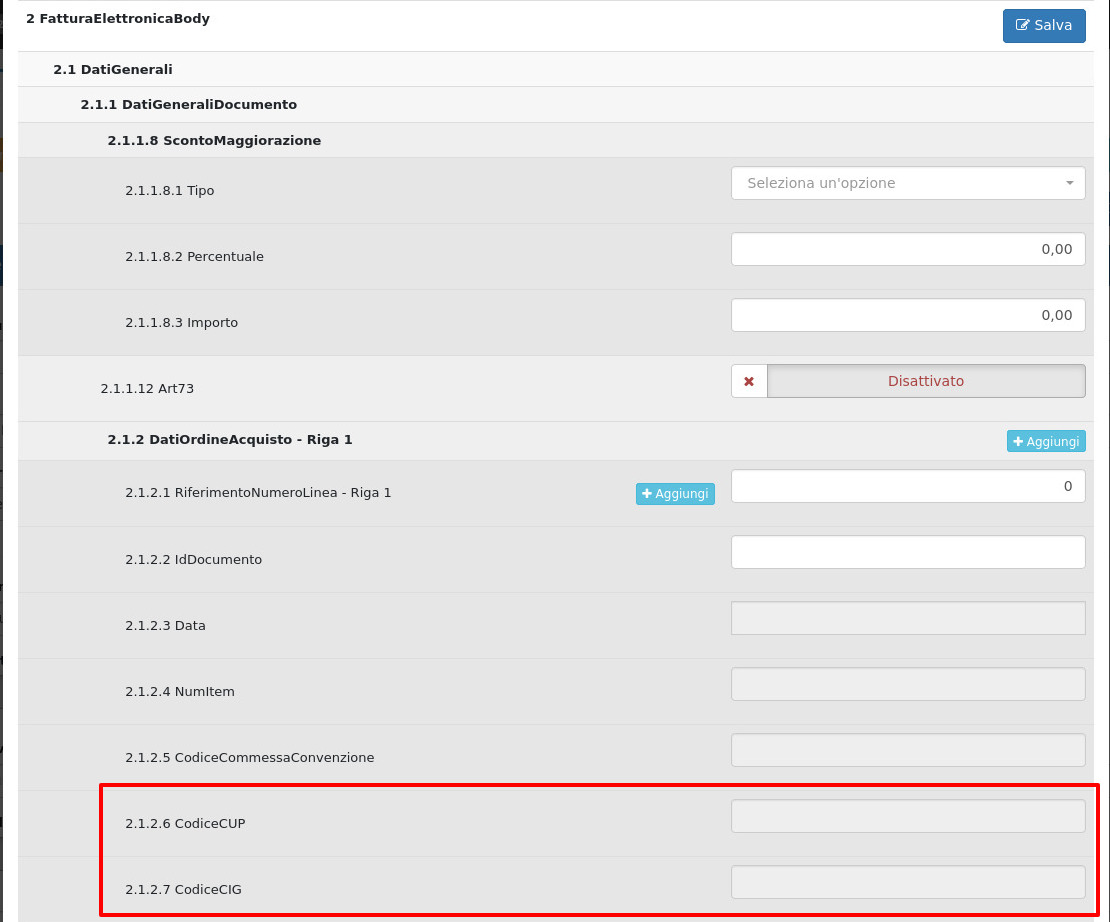 2 FatturaElettronicaBody
Salva
2.1 DatiGenerali
2.1.1 DatiGeneraliDocumento
2.1.1.8 ScontoMaggiorazione
2.1.1.8.1 Tipo
Seleziona un'opzione
2.1.1.8.2 Percentuale
0,00
2.1.1.8.3 Importo
0,00
2.1.1.12 Art73
Disattivato
2.1.2 DatiOrdineAcquisto - Riga 1
Aggiungi
2.1.2.1 RiferimentoNumeroLinea - Riga 1
Aggiungi
0
2.1.2.2 IdDocumento
2.1.2.3 Data
2.1.2.4 NumItem
2.1.2.5 CodiceCommessaConvenzione
2.1.2.6 CodiceCUP
2.1.2.7 CodiceCIG